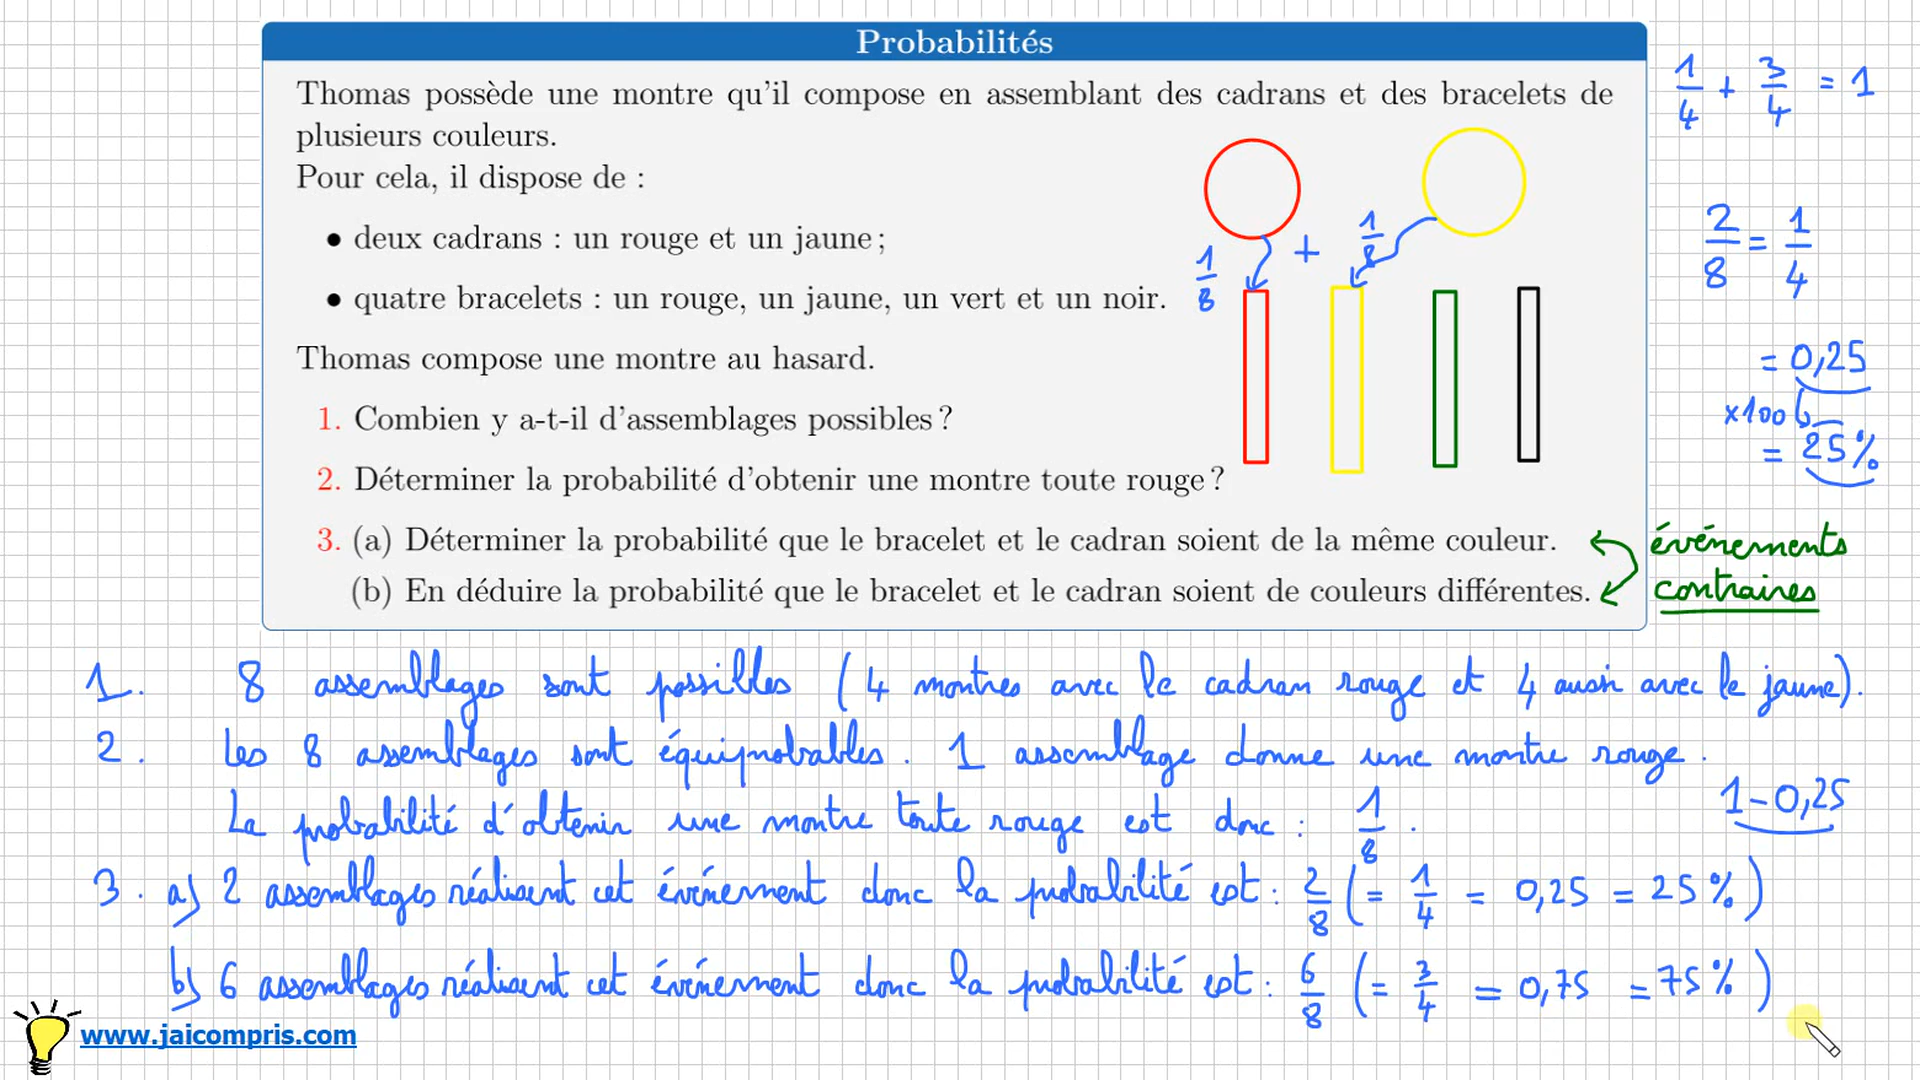 Probabilités
Thomas possède une montre qu'il compose en assemblant des cadrans et des bracelets de
plusieurs couleurs.
Pour cela, il dispose de :
• deux cadrans : un rouge et un jaune ;
• quatre bracelets : un rouge, un jaune, un vert et un noir.
Thomas compose une montre au hasard.
1. Combien y a-t-il d'assemblages possibles ?
2. Déterminer la probabilité d'obtenir une montre toute rouge ?
3. (a) Déterminer la probabilité que le bracelet et le cadran soient de la même couleur.
(b) En déduire la probabilité que le bracelet et le cadran soient de couleurs différentes.
1/8 + 1/8
1/4 + 3/4 = 1
2/8 = 1/4
= 0,25
x100
= 25%
événements
contraires
1. 8 assemblages sont possibles (4 montres avec le cadran rouge et 4 aussi avec le jaune).
2. Les 8 assemblages sont équiprobables. 1 assemblage donne une montre rouge.
La probabilité d'obtenir une montre toute rouge est donc : 1/8.
1-0,25
3. a) 2 assemblages réalisent cet événement donc la probabilité est : 2/8 (= 1/4 = 0,25 = 25%)
b) 6 assemblages réalisent cet événement donc la probabilité est : 6/8 (= 3/4 = 0,75 = 75%)
www.jaicompris.com